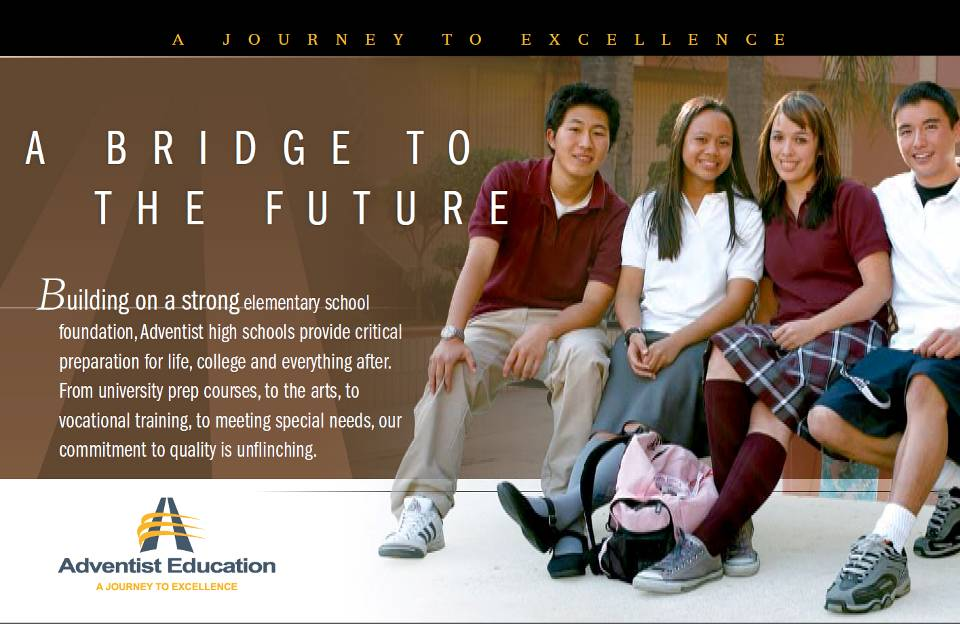 A JOURNEY TO EXCELLENCE
A BRIDGE TO
THE FUTURE
Building on a strong elementary school
foundation, Adventist high schools provide critical
preparation for life, college and everything after.
From university prep courses, to the arts, to
vocational training, to meeting special needs, our
commitment to quality is unflinching.
Adventist Education
A JOURNEY TO EXCELLENCE